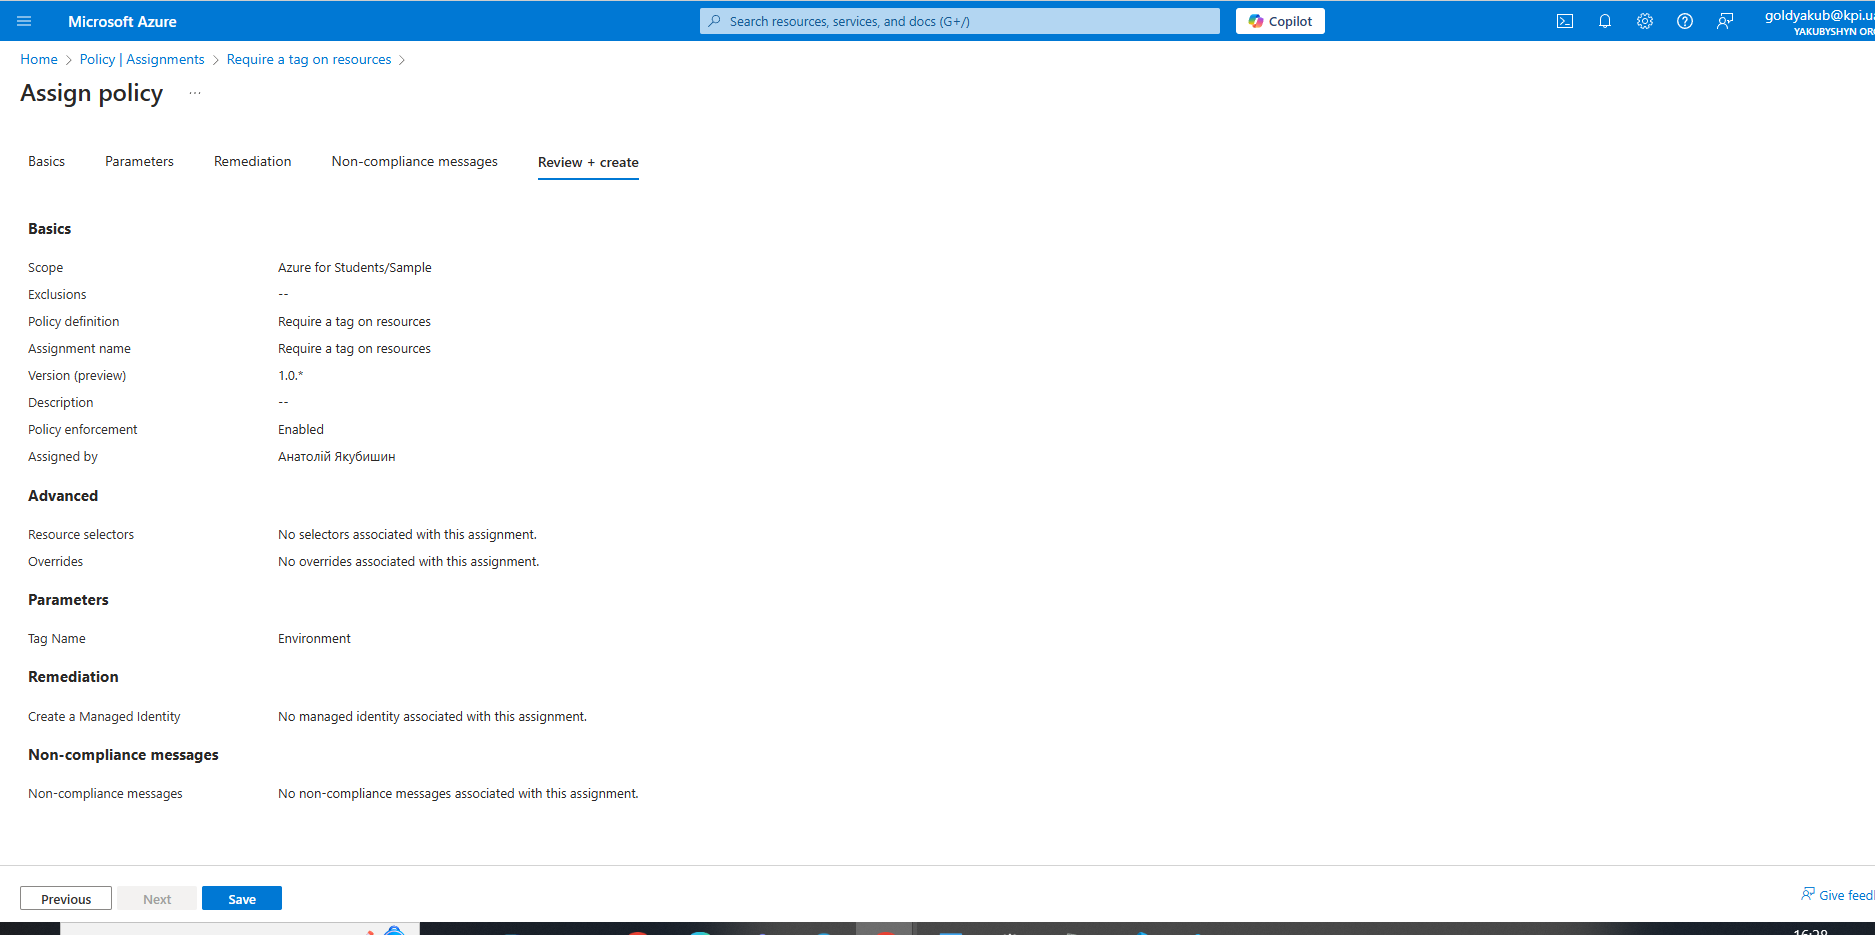 Microsoft Azure
Search resources, services, and docs (G+/)
Copilot
goldyakub@kpi.u
YAKUBYSHYN
Home > Policy | Assignments > Require a tag on resources >
Assign policy ...
Basics Parameters Remediation Non-compliance messages Review + create
Basics
Scope Azure for Students/Sample
Exclusions --
Policy definition Require a tag on resources
Assignment name Require a tag on resources
Version (preview) 1.0.*
Description --
Policy enforcement Enabled
Assigned by Анатолій Якубишин
Advanced
Resource selectors No selectors associated with this assignment.
Overrides No overrides associated with this assignment.
Parameters
Tag Name Environment
Remediation
Create a Managed Identity No managed identity associated with this assignment.
Non-compliance messages
Non-compliance messages No non-compliance messages associated with this assignment.
Previous Next Save
Give feed